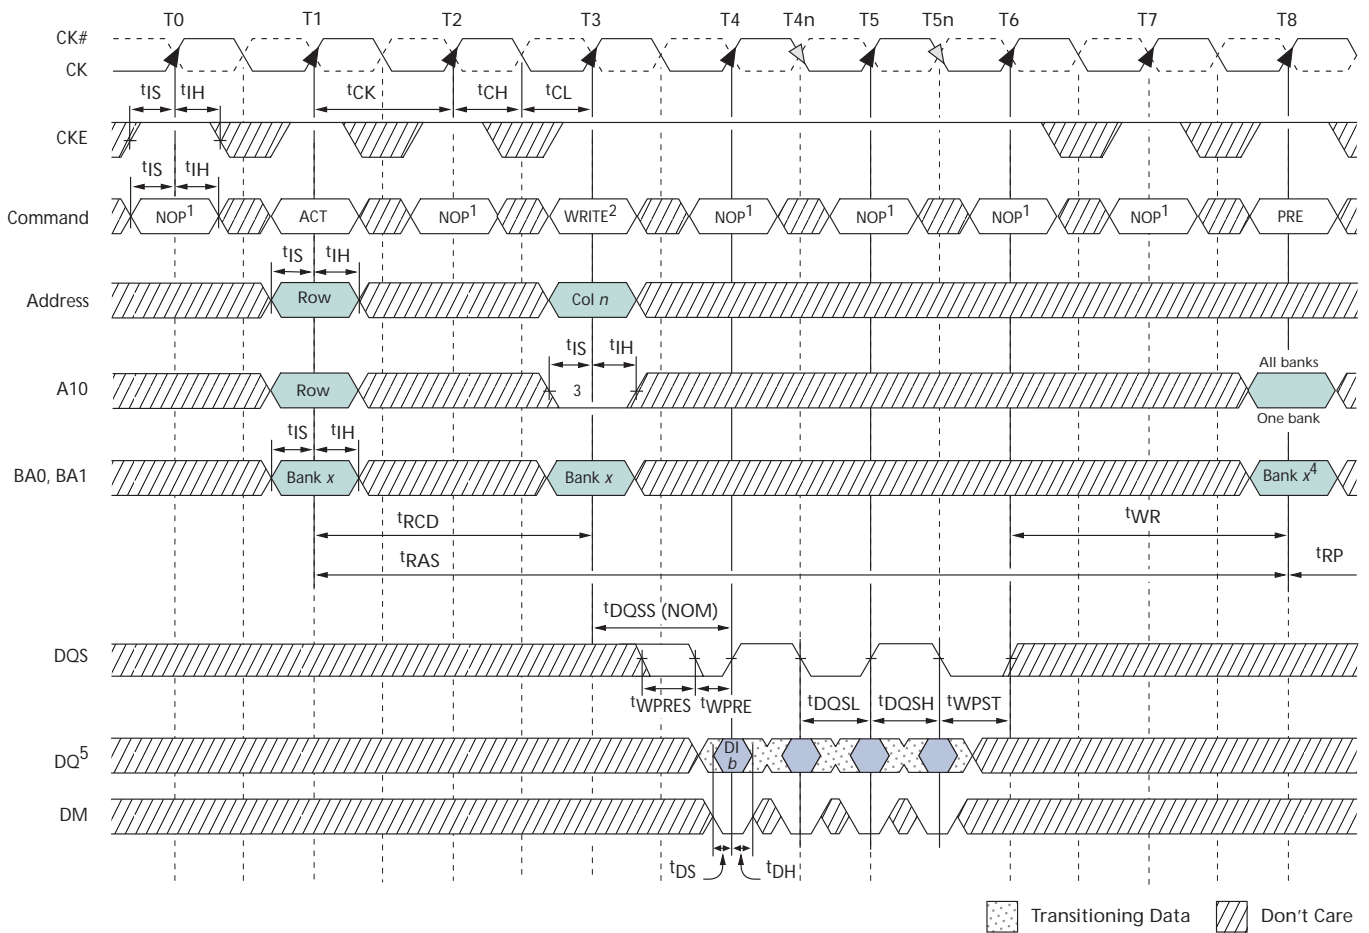 T0 T1 T2 T3 T4 T4n T5 T5n T6 T7 T8
CK#
CK
tIS tIH tCK tCH tCL
CKE
tIS tIH
Command NOP1 ACT NOP1 WRITE2 NOP1 NOP1 NOP1 NOP1 PRE
tIS tIH
Address Row Col n
tIS tIH
All banks
A10 Row 3
One bank
tIS tIH
BA0, BA1 Bank x Bank x Bank x4
tRCD tWR
tRAS tRP
tDQSS (NOM)
DQS
tWPRES tWPRE tDQSL tDQSH tWPST
DQ5 DI
b
DM
tDS tDH
Transitioning Data Don't Care